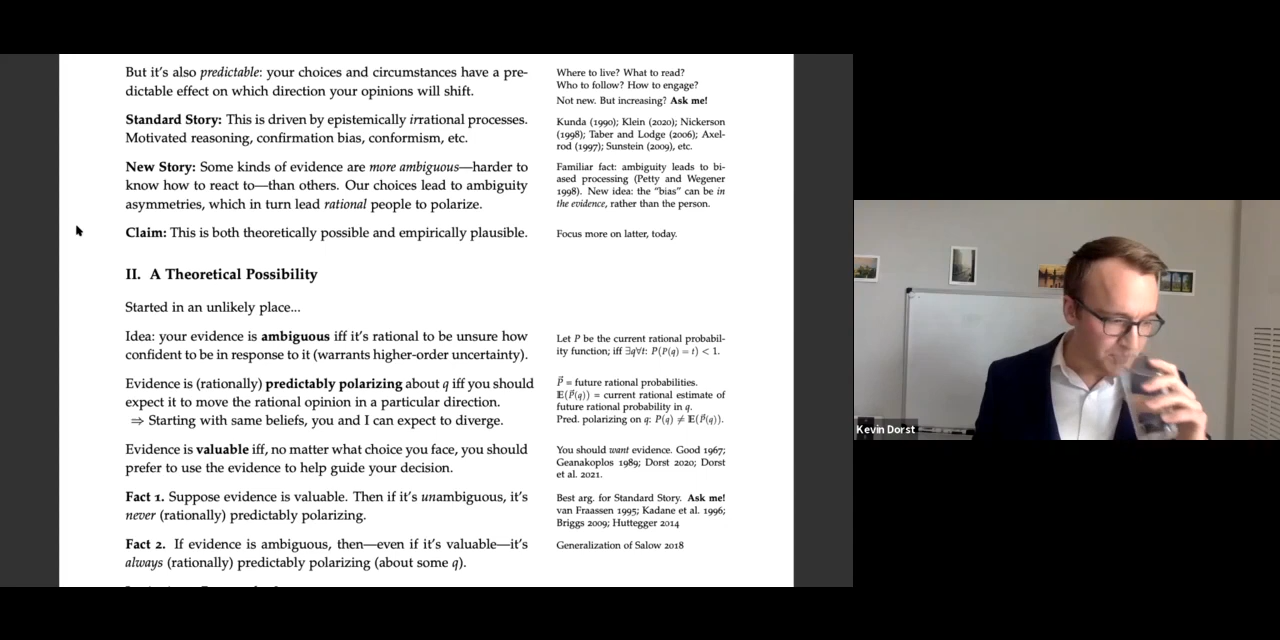 But it's also predictable: your choices and circumstances have a pre-
dictable effect on which direction your opinions will shift.
Where to live? What to read?
Who to follow? How to engage?
Not new. But increasing? Ask me!
Standard Story: This is driven by epistemically irrational processes.
Motivated reasoning, confirmation bias, conformism, etc.
Kunda (1990); Klein (2020); Nickerson
(1998); Taber and Lodge (2006); Axel-
rod (1997); Sunstein (2009), etc.
New Story: Some kinds of evidence are more ambiguous—harder to
know how to react to—than others. Our choices lead to ambiguity
asymmetries, which in turn lead rational people to polarize.
Familiar fact: ambiguity leads to bi-
ased processing (Petty and Wegener
1998). New idea: the "bias" can be in
the evidence, rather than the person.
Claim: This is both theoretically possible and empirically plausible.
Focus more on latter, today.
II. A Theoretical Possibility
Started in an unlikely place...
Idea: your evidence is ambiguous iff it's rational to be unsure how
confident to be in response to it (warrants higher-order uncertainty).
Let P be the current rational probabil-
ity function; iff ∃q∀t: P(P(q) = t) < 1.
Evidence is (rationally) predictably polarizing about q iff you should
expect it to move the rational opinion in a particular direction.
⇒ Starting with same beliefs, you and I can expect to diverge.
P⃗ = future rational probabilities.
𝔼(P⃗(q)) = current rational estimate of
future rational probability in q.
Pred. polarizing on q: P(q) ≠ 𝔼(P⃗(q)).
Evidence is valuable iff, no matter what choice you face, you should
prefer to use the evidence to help guide your decision.
You should want evidence. Good 1967;
Geanakoplos 1989; Dorst 2020; Dorst
et al. 2021.
Fact 1. Suppose evidence is valuable. Then if it's unambiguous, it's
never (rationally) predictably polarizing.
Best arg. for Standard Story. Ask me!
van Fraassen 1995; Kadane et al. 1996;
Briggs 2009; Huttegger 2014
Fact 2. If evidence is ambiguous, then—even if it's valuable—it's
always (rationally) predictably polarizing (about some q).
Generalization of Salow 2018
Kevin Dorst